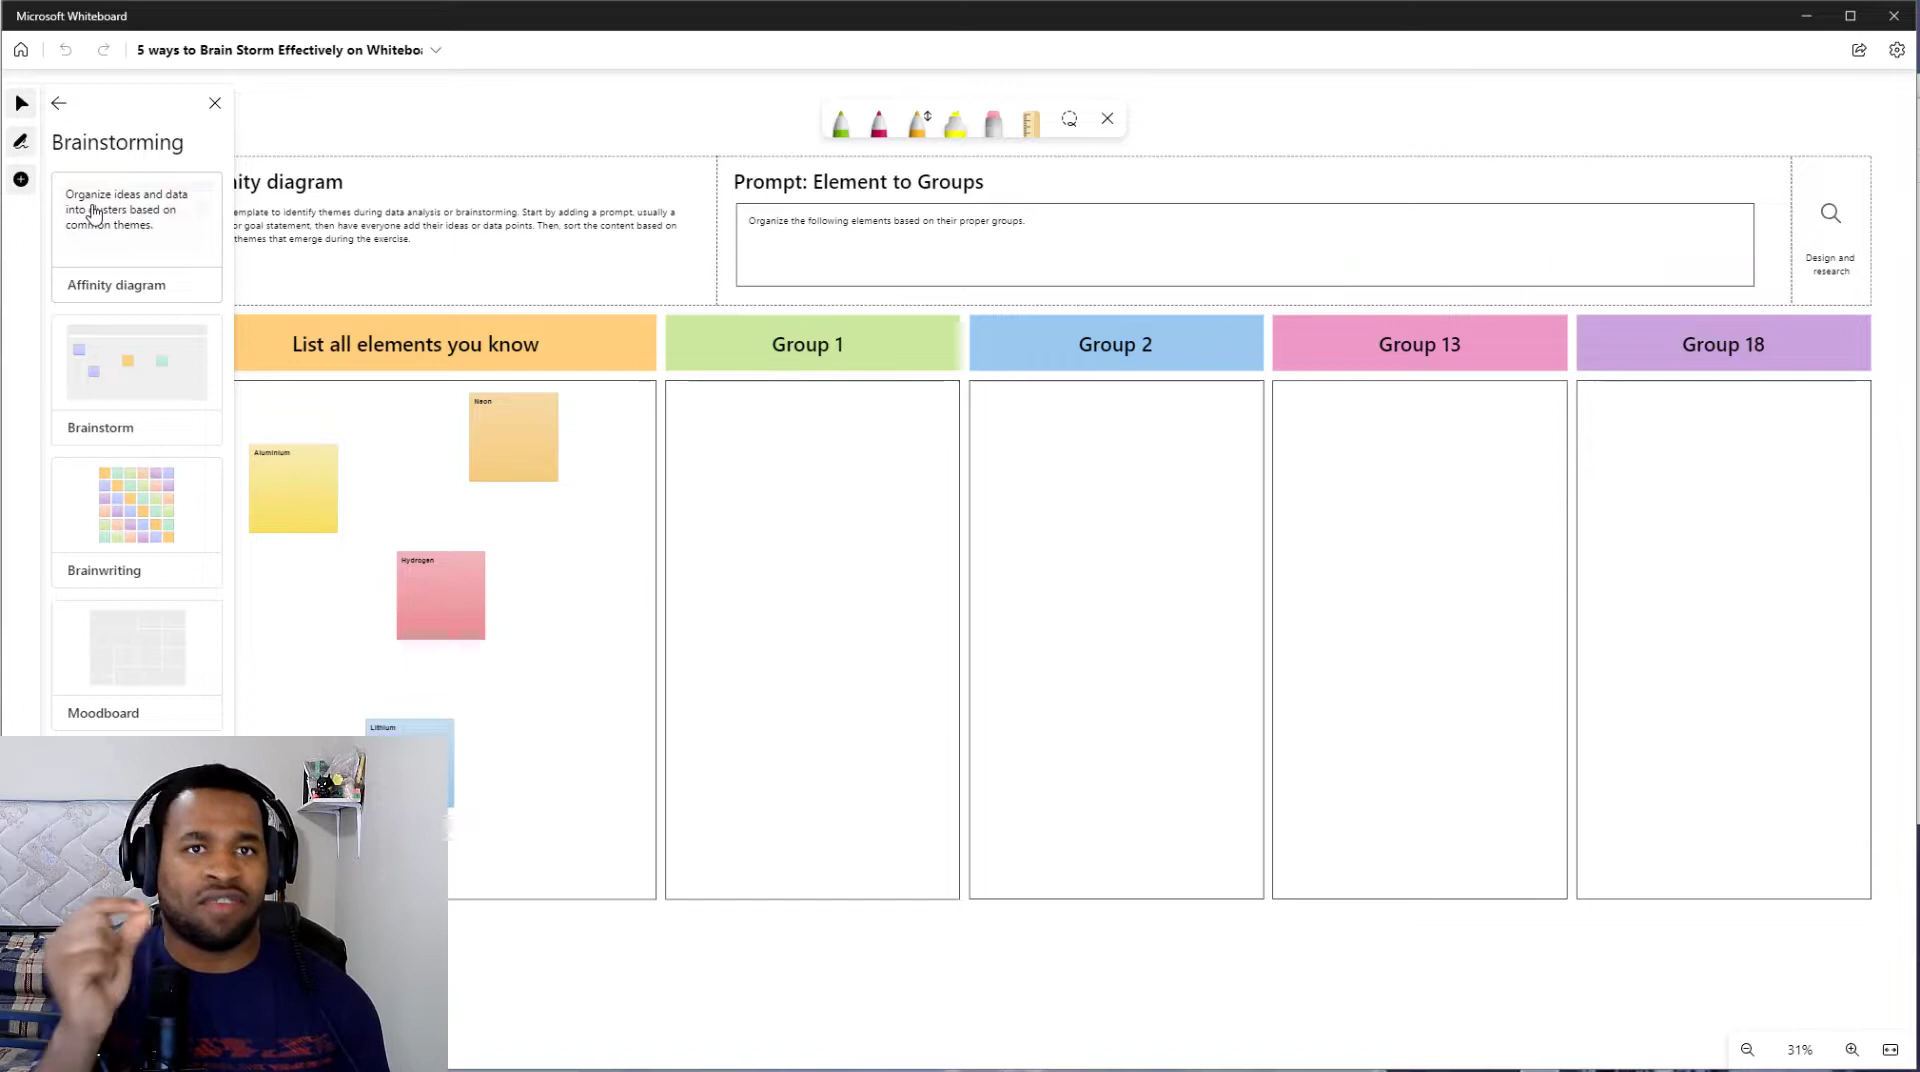 Microsoft Whiteboard
5 ways to Brain Storm Effectively on Whitebo
Brainstorming
Organize ideas and data
into clusters based on
common themes.
Affinity diagram
Brainstorm
Brainwriting
Moodboard
nity diagram
emplate to identify themes during data analysis or brainstorming. Start by adding a prompt, usually a
or goal statement, then have everyone add their ideas or data points. Then, sort the content based on
themes that emerge during the exercise.
Prompt: Element to Groups
Organize the following elements based on their proper groups.
Design and
research
List all elements you know
Group 1
Group 2
Group 13
Group 18
Neon
Aluminium
Hydrogen
Lithium
31%